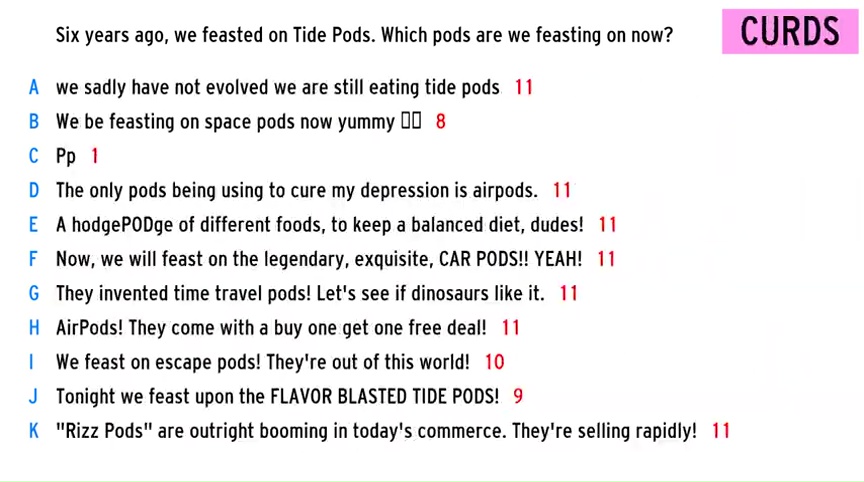 Six years ago, we feasted on Tide Pods. Which pods are we feasting on now?
CURDS
A we sadly have not evolved we are still eating tide pods 11
B We be feasting on space pods now yummy 8
C Pp 1
D The only pods being using to cure my depression is airpods. 11
E A hodgePODge of different foods, to keep a balanced diet, dudes! 11
F Now, we will feast on the legendary, exquisite, CAR PODS!! YEAH! 11
G They invented time travel pods! Let's see if dinosaurs like it. 11
H AirPods! They come with a buy one get one free deal! 11
I We feast on escape pods! They're out of this world! 10
J Tonight we feast upon the FLAVOR BLASTED TIDE PODS! 9
K "Rizz Pods" are outright booming in today's commerce. They're selling rapidly! 11